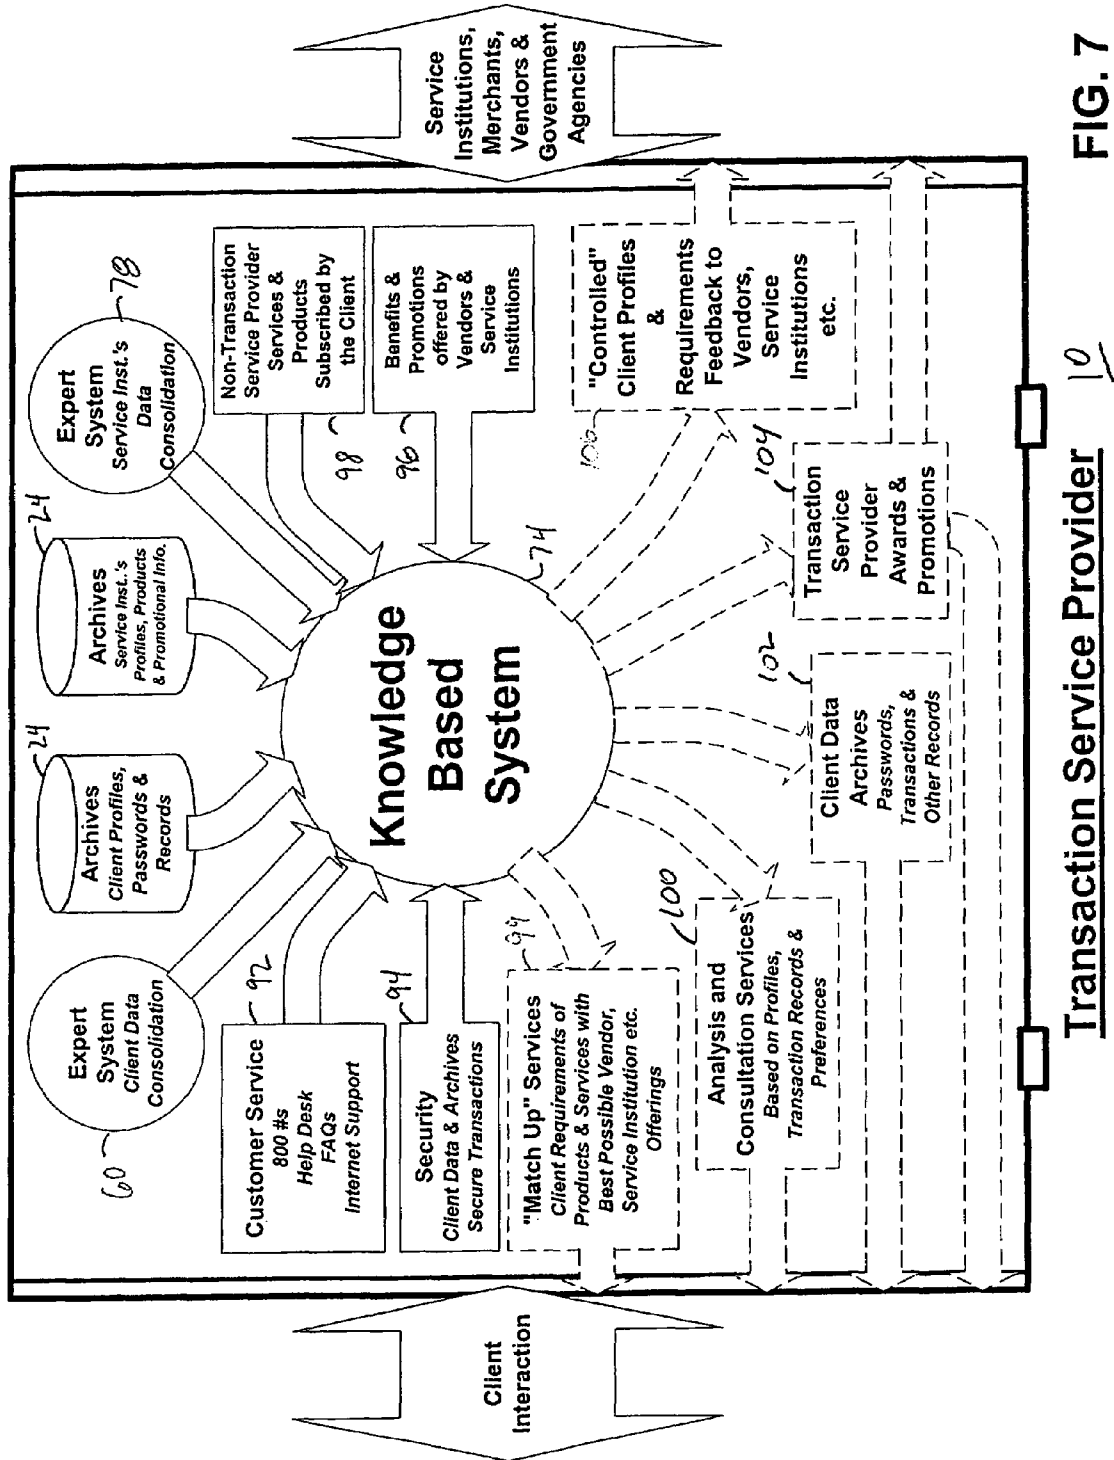 60
Expert
System
Client Data
Consolidation
24
Archives
Client Profiles,
Passwords &
Records
24
Archives
Service Inst.'s
Profiles, Products
& Promotional Info.
78
Expert
System
Service Inst.'s
Data
Consolidation
92
Customer Service
800 #s
Help Desk
FAQs
Internet Support
94
Security
Client Data & Archives
Secure Transactions
Non-Transaction
Service Provider
Services &
Products
Subscribed by
the Client
98
Benefits &
Promotions
offered by
Vendors &
Service
Institutions
96
Knowledge
Based
System
74
Client
Interaction
Service
Institutions,
Merchants,
Vendors &
Government
Agencies
99
"Match Up" Services
Client Requirements of
Products & Services with
Best Possible Vendor,
Service Institution etc.
Offerings
100
Analysis and
Consultation Services
Based on Profiles,
Transaction Records &
Preferences
102
Client Data
Archives
Passwords,
Transactions &
Other Records
104
Transaction
Service
Provider
Awards &
Promotions
106
"Controlled"
Client Profiles
&
Requirements
Feedback to
Vendors,
Service
Institutions
etc.
Transaction Service Provider
10
FIG. 7